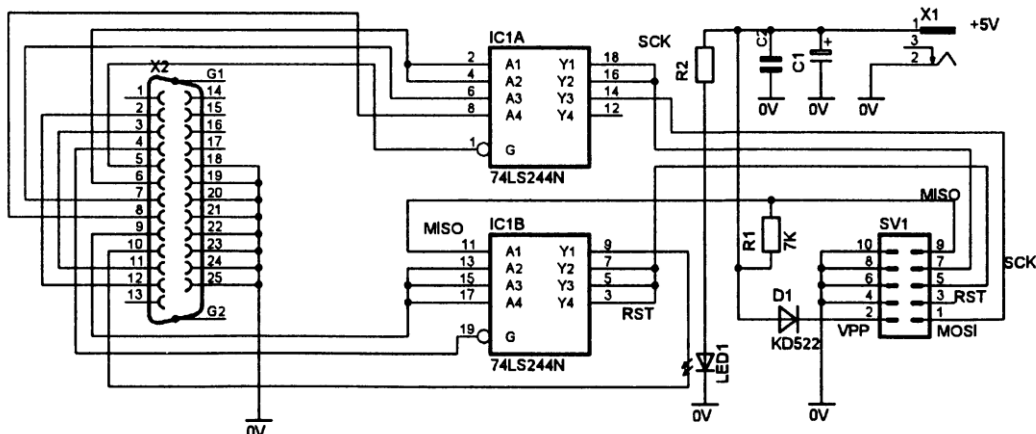 X2
G1
1 14
2 15
3 16
4 17
5 18
6 19
7 20
8 21
9 22
10 23
11 24
12 25
13
G2
0V
IC1A
2 A1 Y1 18
4 A2 Y2 16
6 A3 Y3 14
8 A4 Y4 12
1 G
74LS244N
SCK
IC1B
MISO
11 A1 Y1 9
13 A2 Y2 7
15 A3 Y3 5
17 A4 Y4 3
RST
19 G
74LS244N
R2
LED1
0V
C2
0V
C1
+
0V
X1
1
+5V
3
2
0V
R1
7K
D1
KD522
VPP
0V
MISO
SV1
10 9
8 7
SCK
6 5
4 3
RST
2 1
MOSI